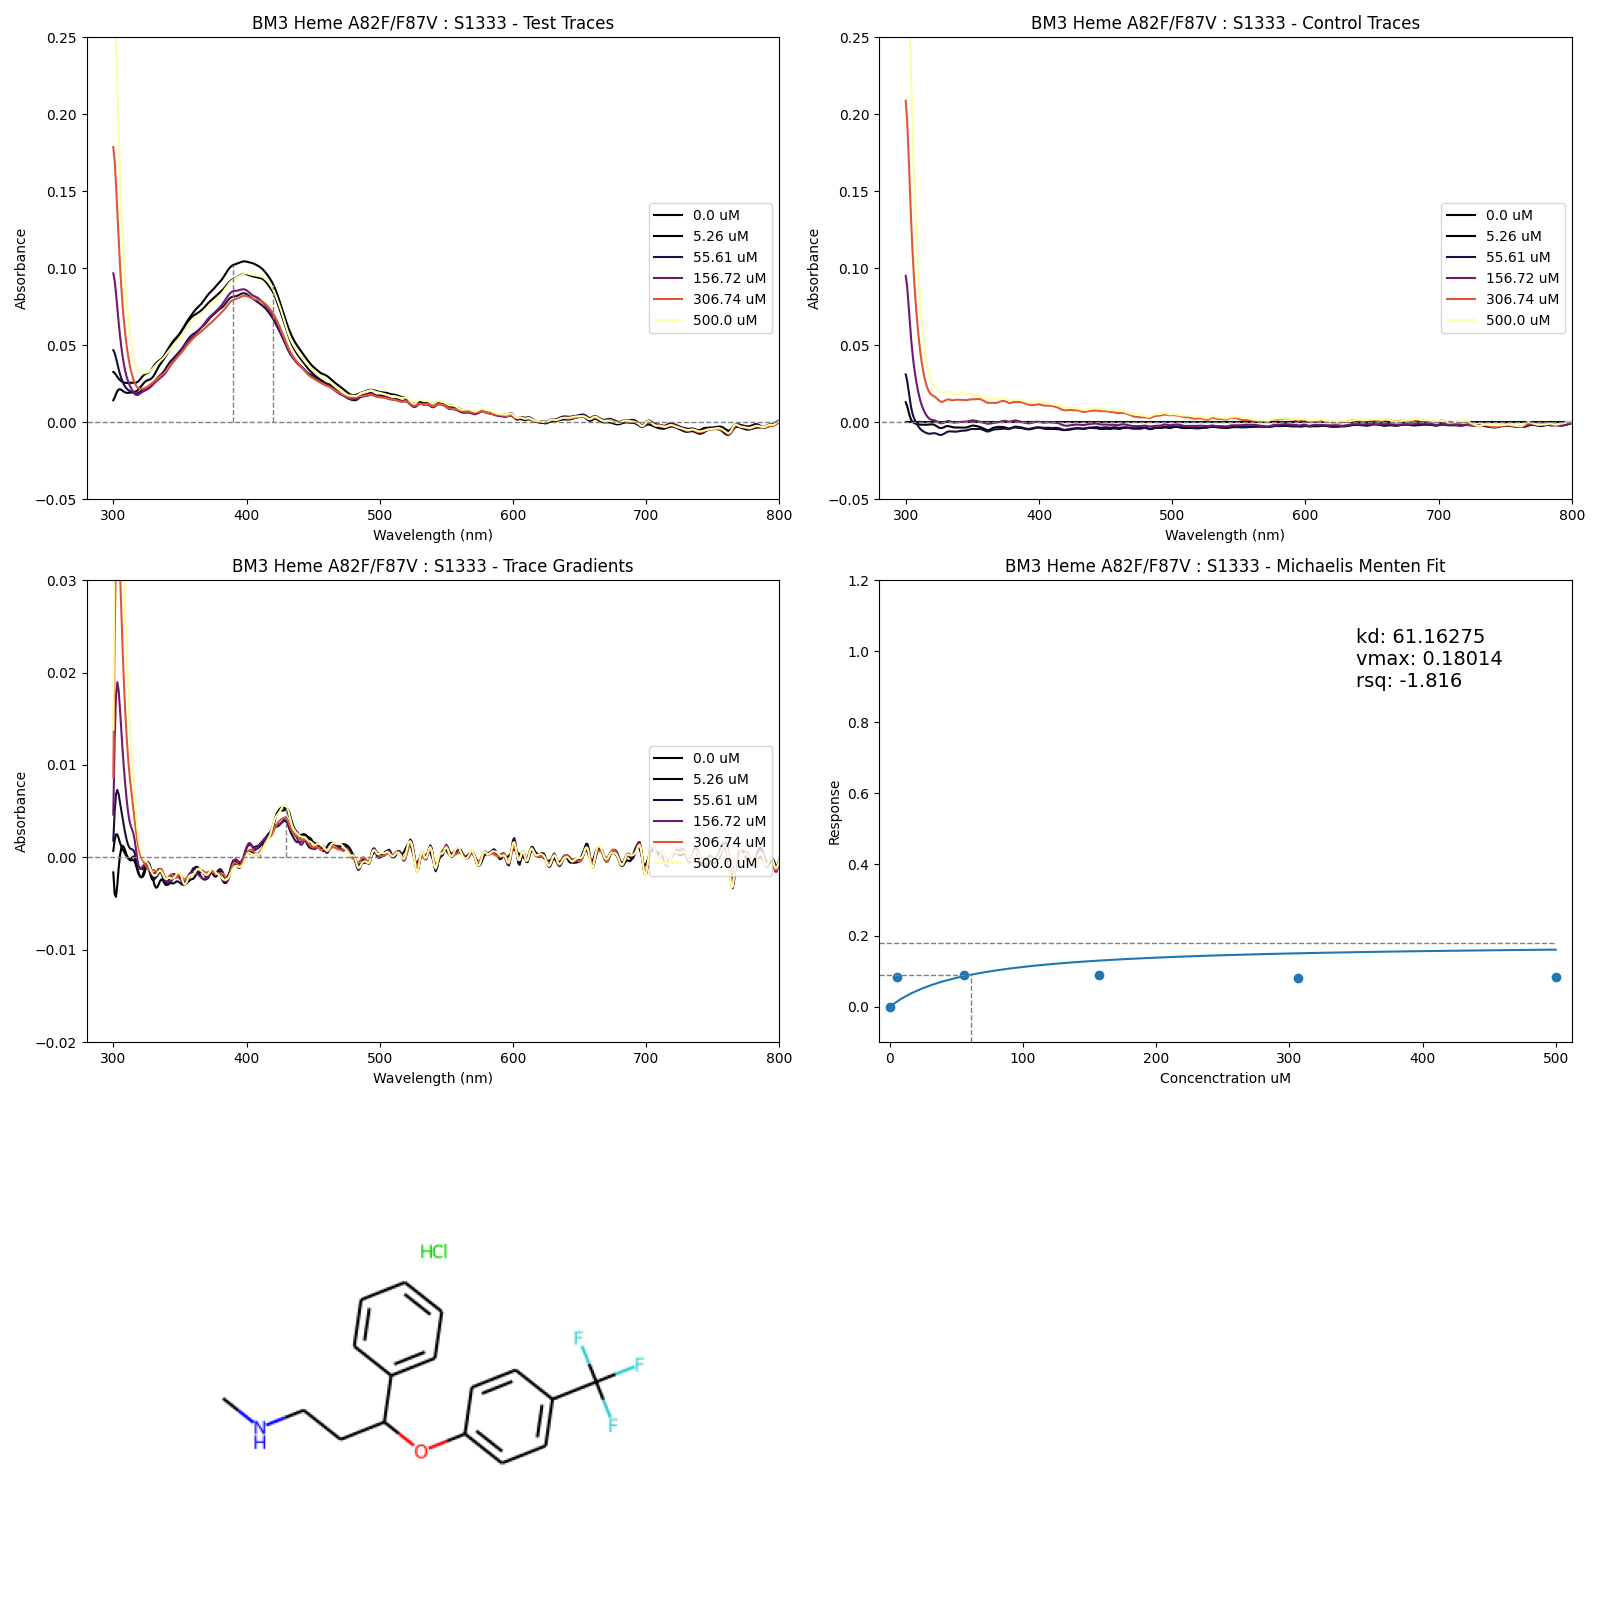 BM3 Heme A82F/F87V : S1333 - Test Traces
0.25
0.20
0.15
0.10
0.05
0.00
−0.05
Absorbance
300
400
500
600
700
800
Wavelength (nm)
0.0 uM
5.26 uM
55.61 uM
156.72 uM
306.74 uM
500.0 uM
BM3 Heme A82F/F87V : S1333 - Control Traces
0.25
0.20
0.15
0.10
0.05
0.00
−0.05
Absorbance
300
400
500
600
700
800
Wavelength (nm)
0.0 uM
5.26 uM
55.61 uM
156.72 uM
306.74 uM
500.0 uM
BM3 Heme A82F/F87V : S1333 - Trace Gradients
0.03
0.02
0.01
0.00
−0.01
−0.02
Absorbance
300
400
500
600
700
800
Wavelength (nm)
0.0 uM
5.26 uM
55.61 uM
156.72 uM
306.74 uM
500.0 uM
BM3 Heme A82F/F87V : S1333 - Michaelis Menten Fit
1.2
1.0
0.8
0.6
0.4
0.2
0.0
Response
0
100
200
300
400
500
Concenctration uM
kd: 61.16275
vmax: 0.18014
rsq: -1.816
HCl
F
F
F
N
H
O